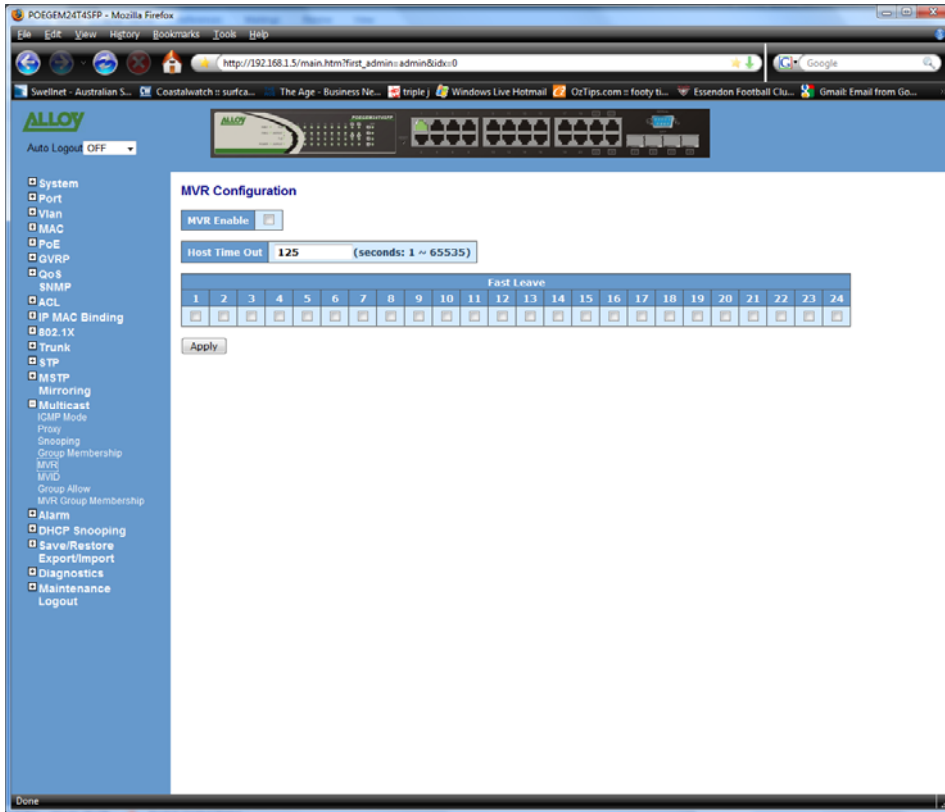 POEGEM24T4SFP - Mozilla Firefox
File Edit View History Bookmarks Tools Help
http://192.168.1.5/main.htm?first_admin=admin&idx=0
Google
Swellnet - Australian S... Coastalwatch :: surfca... The Age - Business Ne... triple j Windows Live Hotmail OzTips.com :: footy ti... Essendon Football Clu... Gmail: Email from Go...
ALLOY
Auto Logout OFF
ALLOY
System
Port
Vlan
MAC
PoE
GVRP
QoS
SNMP
ACL
IP MAC Binding
802.1X
Trunk
STP
MSTP
Mirroring
Multicast
IGMP Mode
Proxy
Snooping
Group Membership
MVR
MVID
Group Allow
MVR Group Membership
Alarm
DHCP Snooping
Save/Restore
Export/Import
Diagnostics
Maintenance
Logout
MVR Configuration
MVR Enable
Host Time Out 125 (seconds: 1 ~ 65535)
Fast Leave
1 2 3 4 5 6 7 8 9 10 11 12 13 14 15 16 17 18 19 20 21 22 23 24
Apply
Done